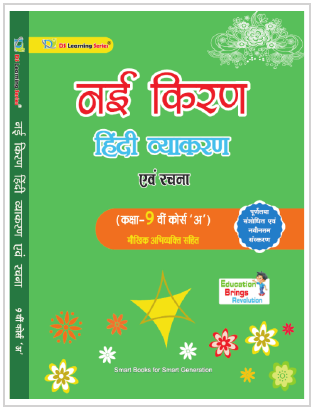 DS Learning Series®
नई किरण
हिंदी व्याकरण
एवं रचना
(कक्षा-9 वीं कोर्स 'अ')
मौखिक अभिव्यक्ति सहित
पूर्णतया
संशोधित एवं
नवीनतम
संस्करण
Education
Brings
Revolution
Smart Books for Smart Generation
नई किरण हिंदी व्याकरण एवं रचना
9 वीं कोर्स 'अ'